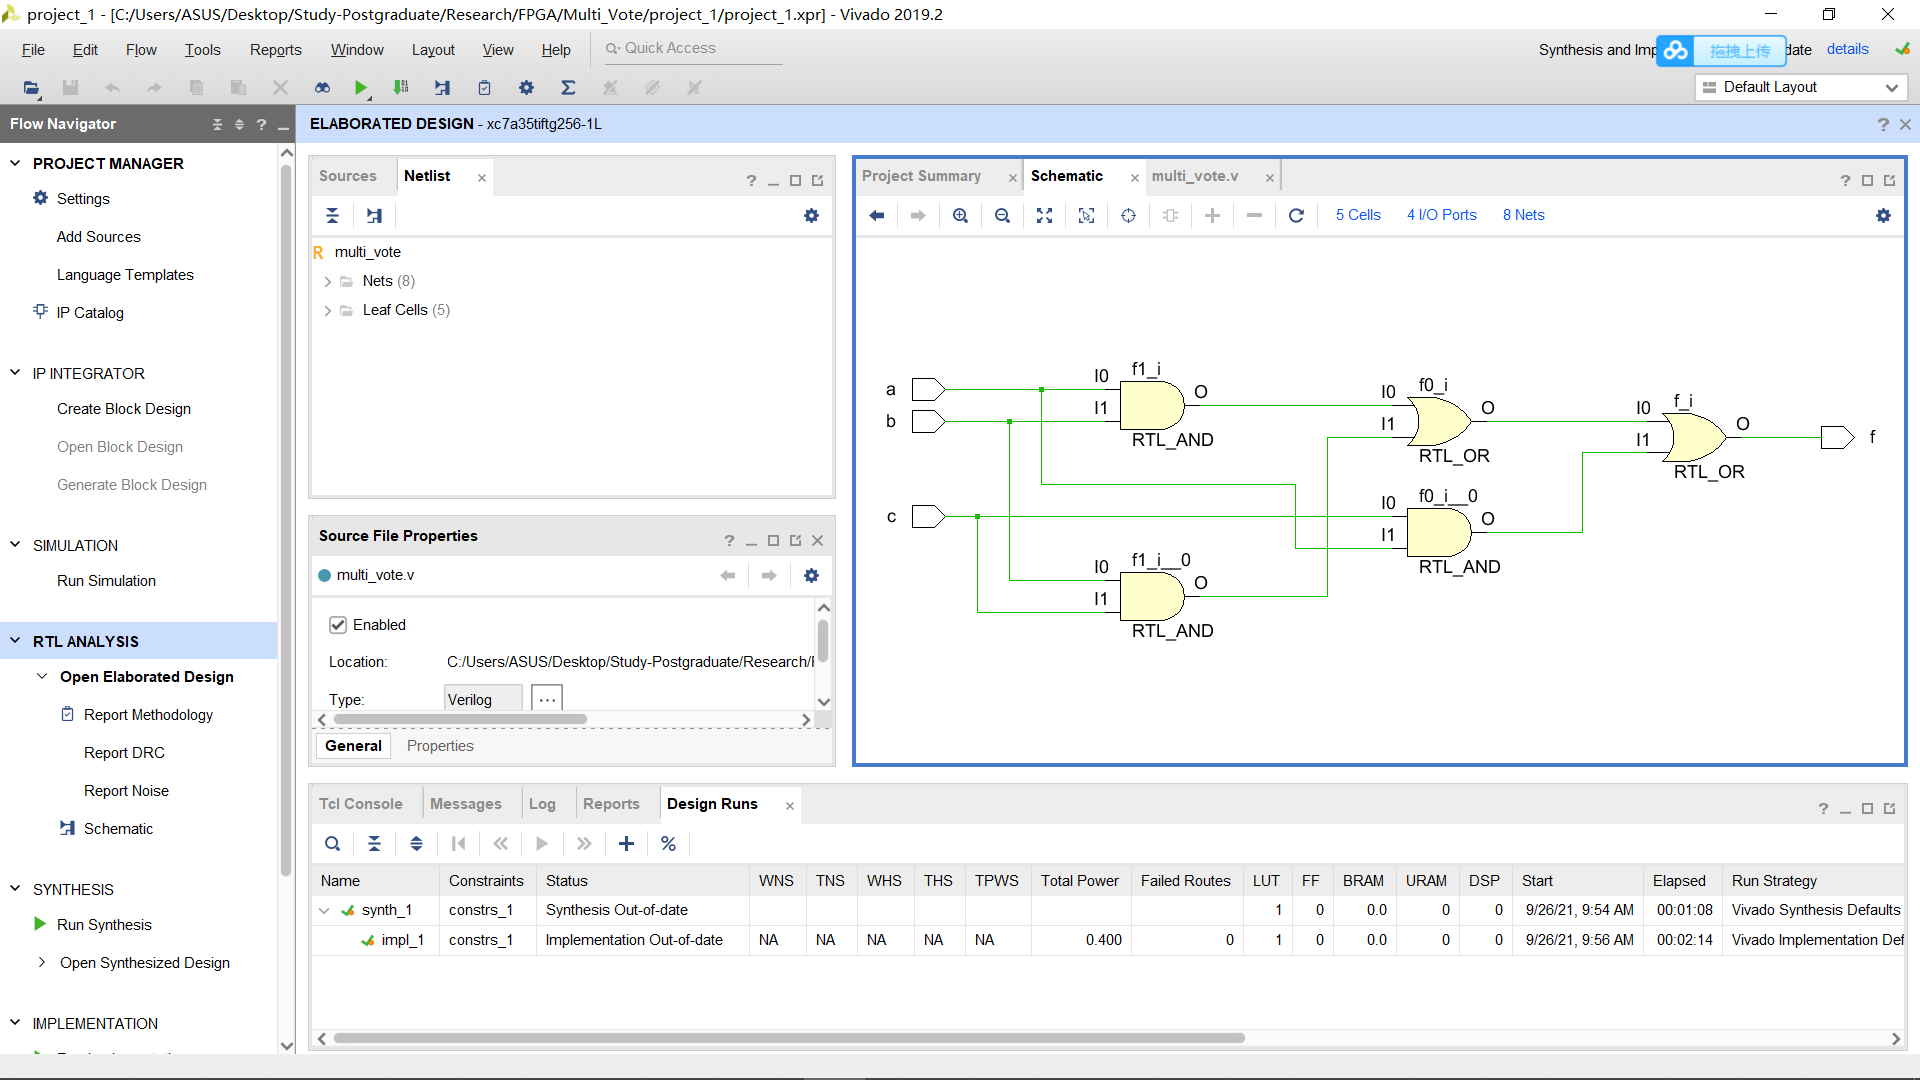 project_1 - [C:/Users/ASUS/Desktop/Study-Postgraduate/Research/FPGA/Multi_Vote/project_1/project_1.xpr] - Vivado 2019.2
File Edit Flow Tools Reports Window Layout View Help Quick Access
Synthesis and Imp 拖拽上传 date details
Default Layout
Flow Navigator
PROJECT MANAGER
Settings
Add Sources
Language Templates
IP Catalog
IP INTEGRATOR
Create Block Design
Open Block Design
Generate Block Design
SIMULATION
Run Simulation
RTL ANALYSIS
Open Elaborated Design
Report Methodology
Report DRC
Report Noise
Schematic
SYNTHESIS
Run Synthesis
Open Synthesized Design
IMPLEMENTATION
ELABORATED DESIGN - xc7a35tiftg256-1L
Sources Netlist
R multi_vote
Nets (8)
Leaf Cells (5)
Source File Properties
multi_vote.v
Enabled
Location: C:/Users/ASUS/Desktop/Study-Postgraduate/Research/
Type: Verilog ...
General Properties
Project Summary Schematic multi_vote.v
5 Cells 4 I/O Ports 8 Nets
a
b
c
f1_i
I0
I1
O
RTL_AND
f0_i
I0
I1
O
RTL_OR
f_i
I0
I1
O
RTL_OR
f
f0_i__0
I0
I1
O
RTL_AND
f1_i__0
I0
I1
O
RTL_AND
Tcl Console Messages Log Reports Design Runs
Name Constraints Status WNS TNS WHS THS TPWS Total Power Failed Routes LUT FF BRAM URAM DSP Start Elapsed Run Strategy
synth_1 constrs_1 Synthesis Out-of-date 1 0 0.0 0 0 9/26/21, 9:54 AM 00:01:08 Vivado Synthesis Defaults
impl_1 constrs_1 Implementation Out-of-date NA NA NA NA NA 0.400 0 1 0 0.0 0 0 9/26/21, 9:56 AM 00:02:14 Vivado Implementation Def